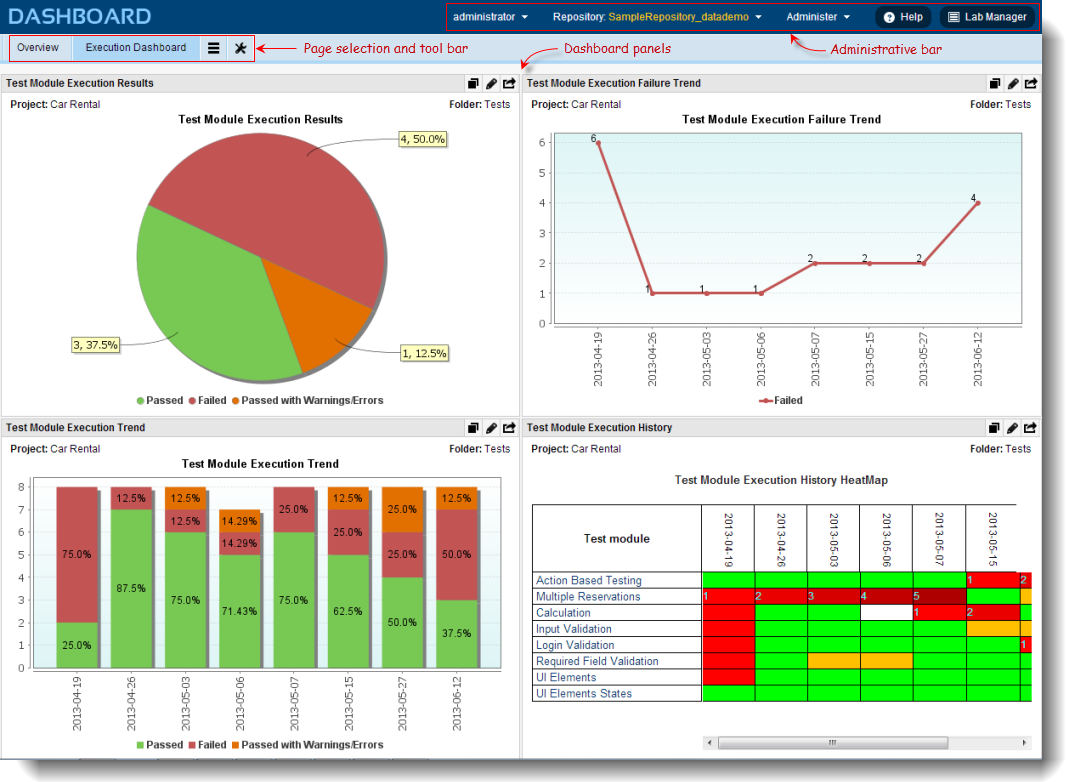 DASHBOARD
administrator
Repository: SampleRepository_datademo
Administer
Help
Lab Manager
Overview
Execution Dashboard
Page selection and tool bar
Dashboard panels
Administrative bar
Test Module Execution Results
Project: Car Rental
Folder: Tests
Test Module Execution Results
4, 50.0%
3, 37.5%
1, 12.5%
Passed Failed Passed with Warnings/Errors
Test Module Execution Failure Trend
Project: Car Rental
Folder: Tests
Test Module Execution Failure Trend
6
5
4
3
2
1
0
6
1
1
1
2
2
2
4
2013-04-19
2013-04-26
2013-05-03
2013-05-06
2013-05-07
2013-05-15
2013-05-27
2013-06-12
Failed
Test Module Execution Trend
Project: Car Rental
Folder: Tests
Test Module Execution Trend
8
7
6
5
4
3
2
1
0
75.0%
25.0%
12.5%
87.5%
12.5%
12.5%
75.0%
14.29%
14.29%
71.43%
25.0%
75.0%
12.5%
25.0%
62.5%
25.0%
25.0%
50.0%
12.5%
50.0%
37.5%
2013-04-19
2013-04-26
2013-05-03
2013-05-06
2013-05-07
2013-05-15
2013-05-27
2013-06-12
Passed Failed Passed with Warnings/Errors
Test Module Execution History
Project: Car Rental
Folder: Tests
Test Module Execution History HeatMap
Test module
2013-04-19
2013-04-26
2013-05-03
2013-05-06
2013-05-07
2013-05-15
Action Based Testing 1 2
Multiple Reservations 1 2 3 4 5
Calculation 1 2
Input Validation
Login Validation 1
Required Field Validation
UI Elements
UI Elements States